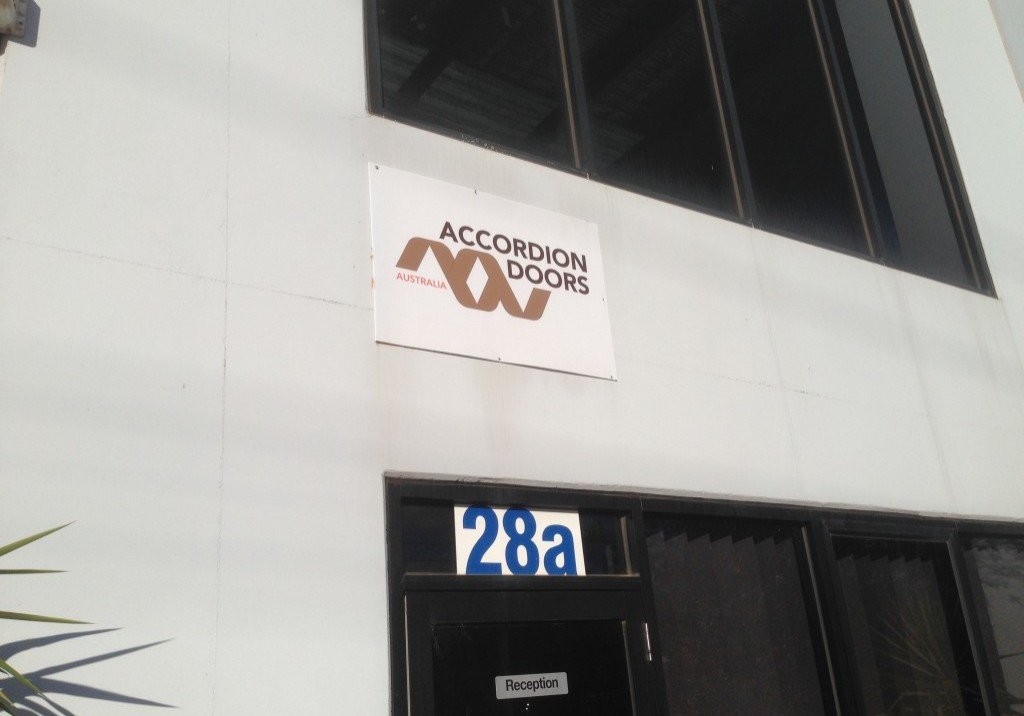 ACCORDION
DOORS
AUSTRALIA
28a
Reception